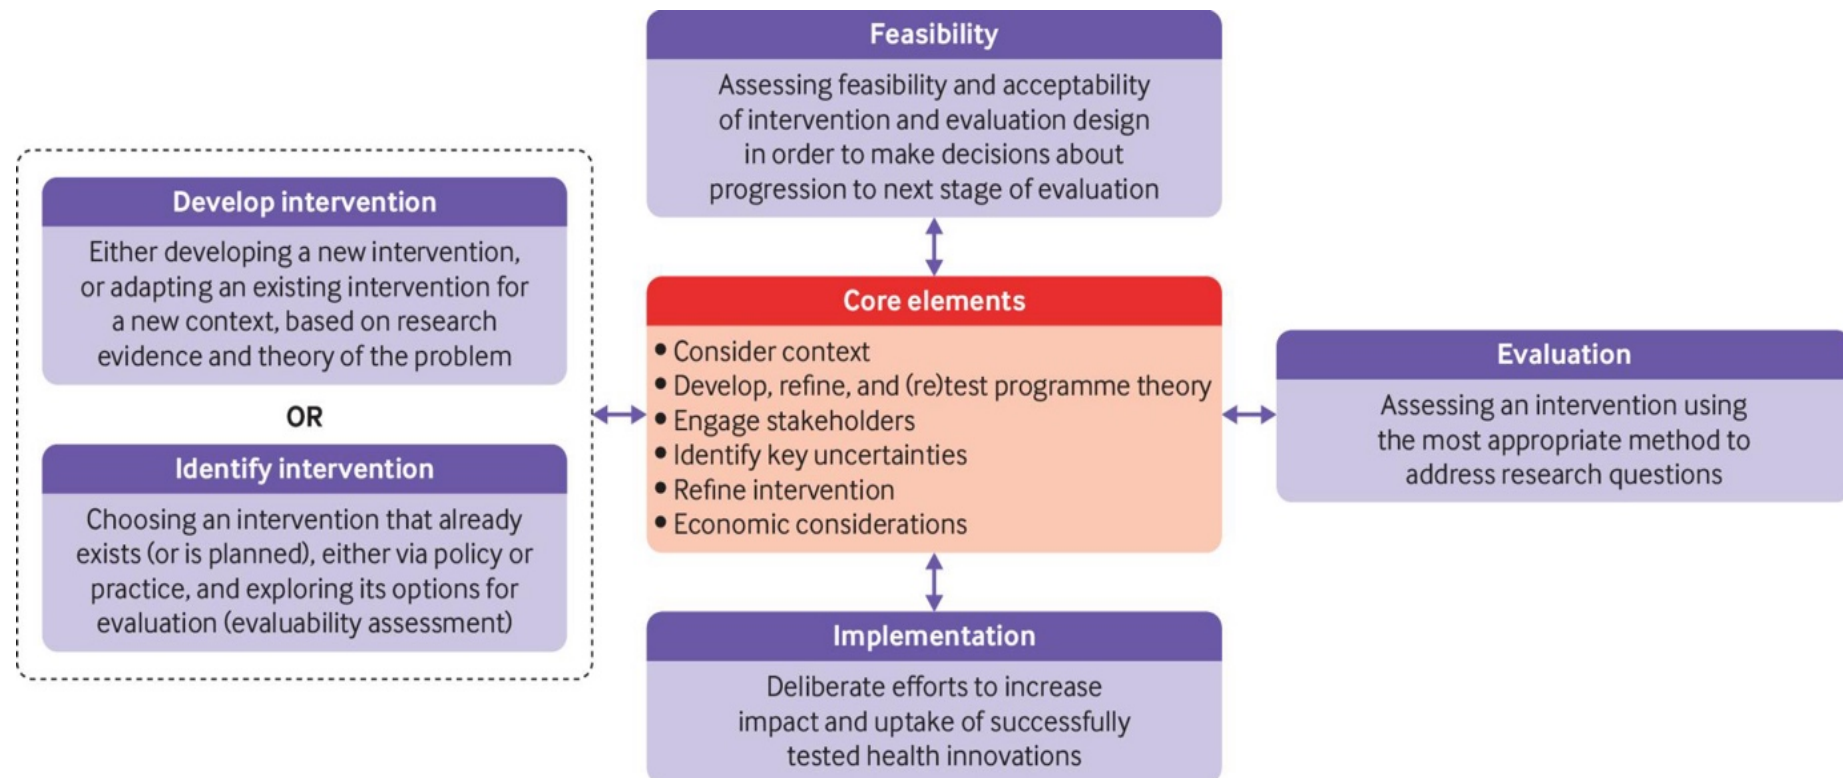 Feasibility
Assessing feasibility and acceptability
of intervention and evaluation design
in order to make decisions about
progression to next stage of evaluation
Develop intervention
Either developing a new intervention,
or adapting an existing intervention for
a new context, based on research
evidence and theory of the problem
OR
Identify intervention
Choosing an intervention that already
exists (or is planned), either via policy or
practice, and exploring its options for
evaluation (evaluability assessment)
Core elements
• Consider context
• Develop, refine, and (re)test programme theory
• Engage stakeholders
• Identify key uncertainties
• Refine intervention
• Economic considerations
Evaluation
Assessing an intervention using
the most appropriate method to
address research questions
Implementation
Deliberate efforts to increase
impact and uptake of successfully
tested health innovations